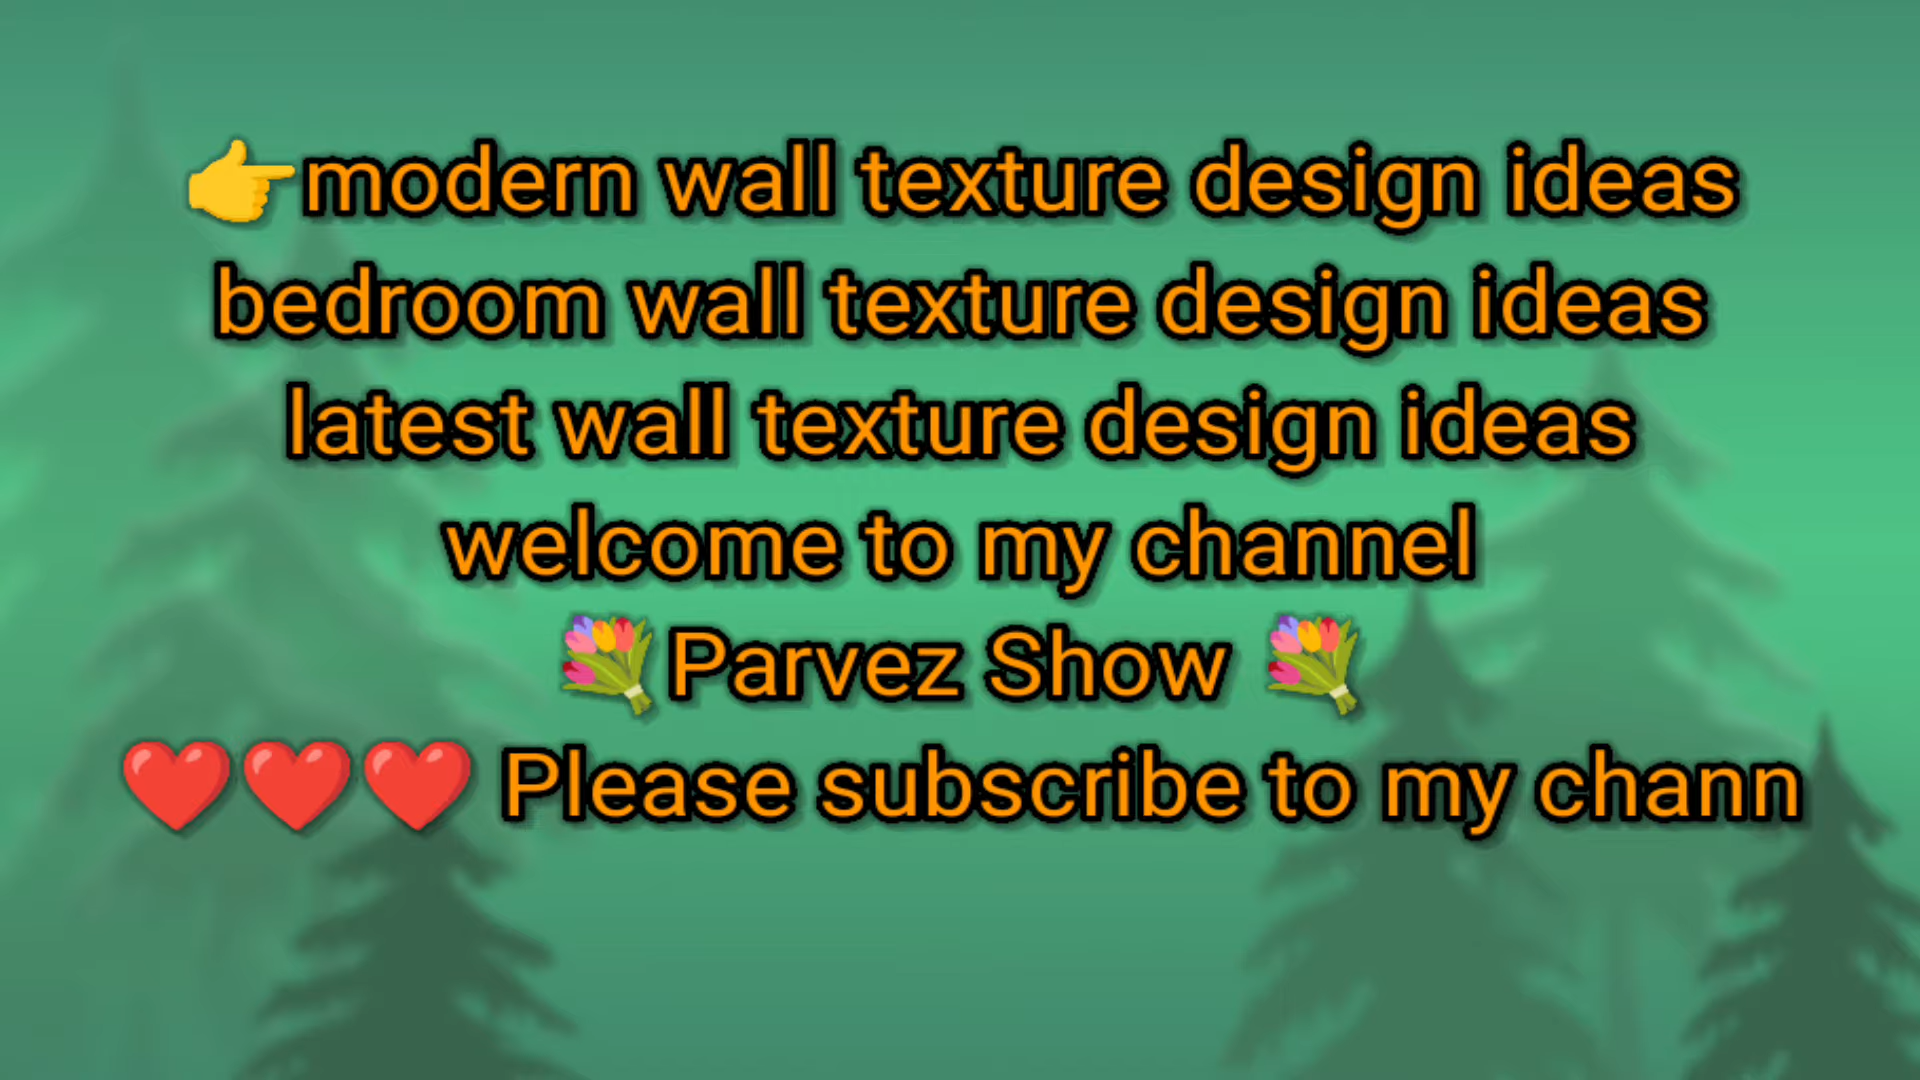 👉modern wall texture design ideas
bedroom wall texture design ideas
latest wall texture design ideas
welcome to my channel
💐Parvez Show 💐
❤️❤️❤️ Please subscribe to my chann